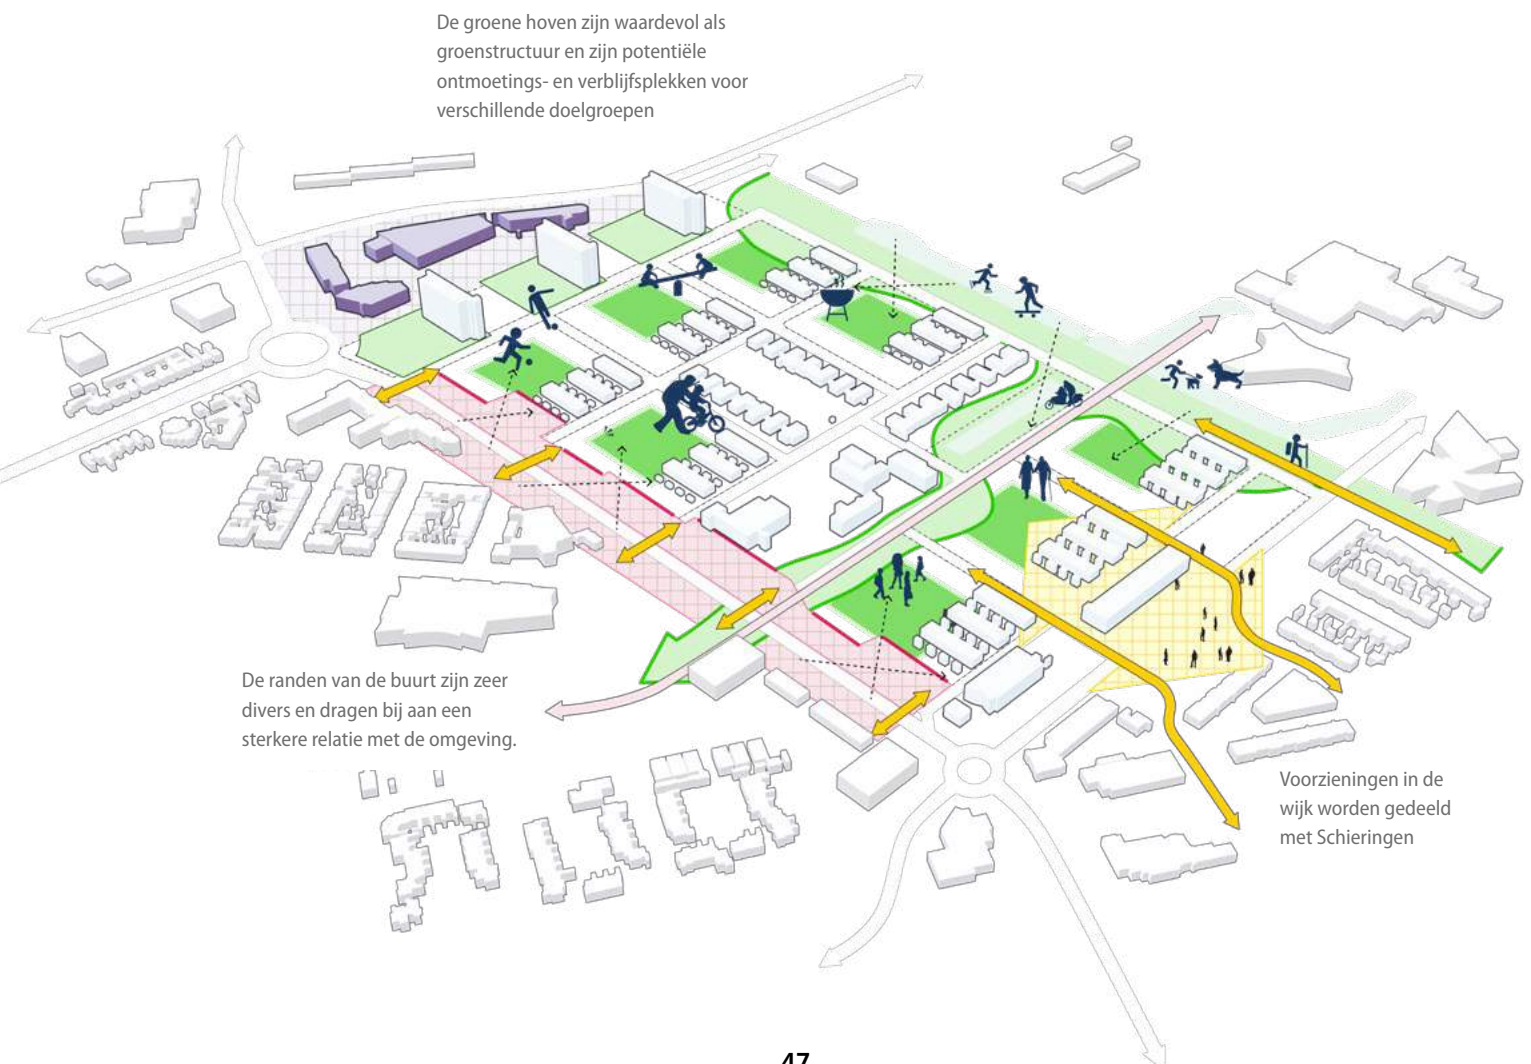 De groene hoven zijn waardevol als
groenstructuur en zijn potentiële
ontmoetings- en verblijfsplekken voor
verschillende doelgroepen
De randen van de buurt zijn zeer
divers en dragen bij aan een
sterkere relatie met de omgeving.
Voorzieningen in de
wijk worden gedeeld
met Schieringen
47